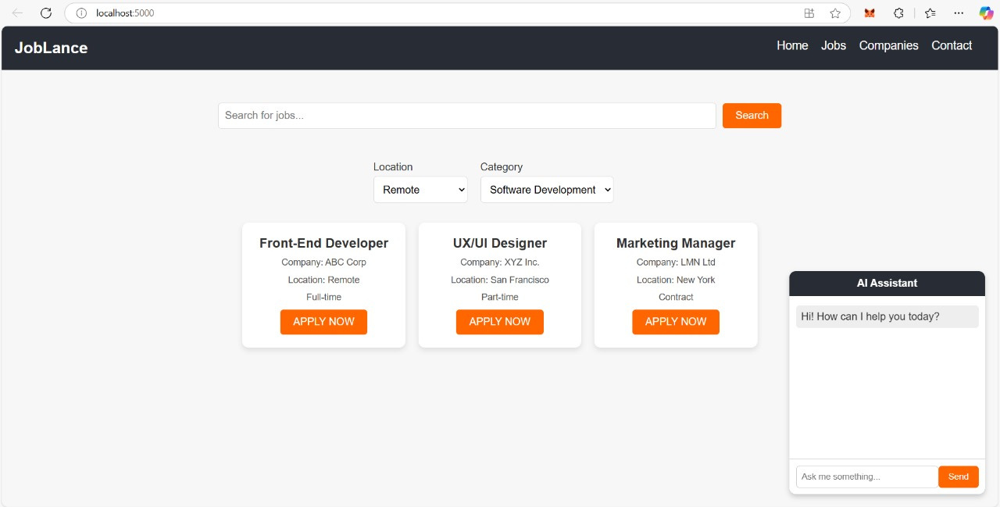 localhost:5000
JobLance
Home Jobs Companies Contact
Search for jobs... Search
Location Category
Remote Software Development
Front-End Developer
Company: ABC Corp
Location: Remote
Full-time
APPLY NOW
UX/UI Designer
Company: XYZ Inc.
Location: San Francisco
Part-time
APPLY NOW
Marketing Manager
Company: LMN Ltd
Location: New York
Contract
APPLY NOW
AI Assistant
Hi! How can I help you today?
Ask me something... Send